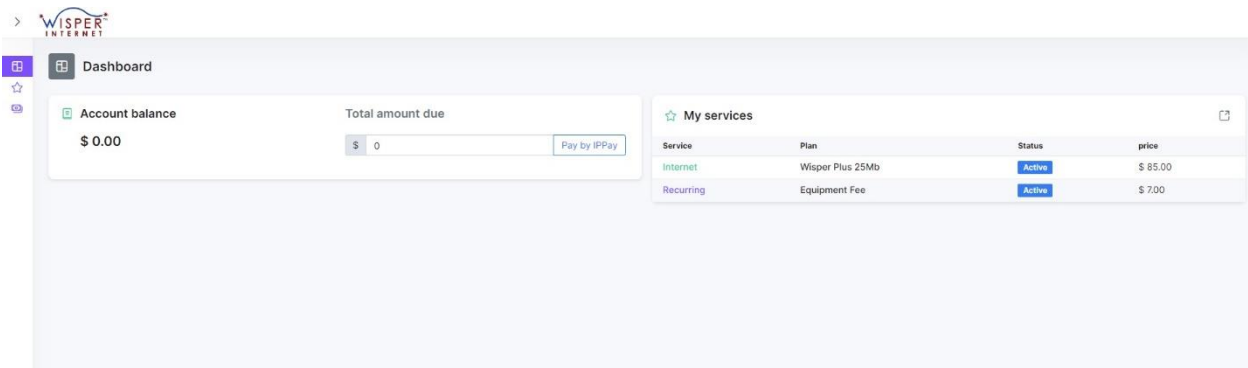 WISPER™
INTERNET
Dashboard
Account balance
$ 0.00
Total amount due
$ 0 Pay by IPPay
My services
Service Plan Status price
Internet Wisper Plus 25Mb Active $ 85.00
Recurring Equipment Fee Active $ 7.00